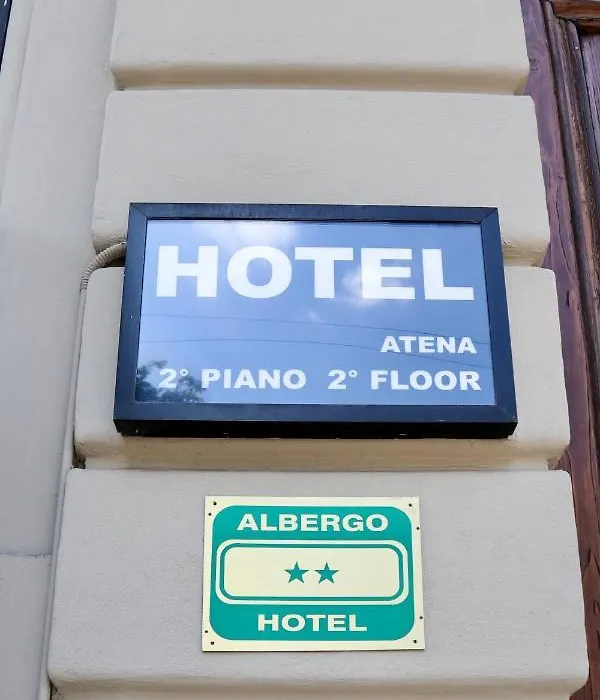 HOTEL
ATENA
2° PIANO 2° FLOOR
ALBERGO
★★
HOTEL